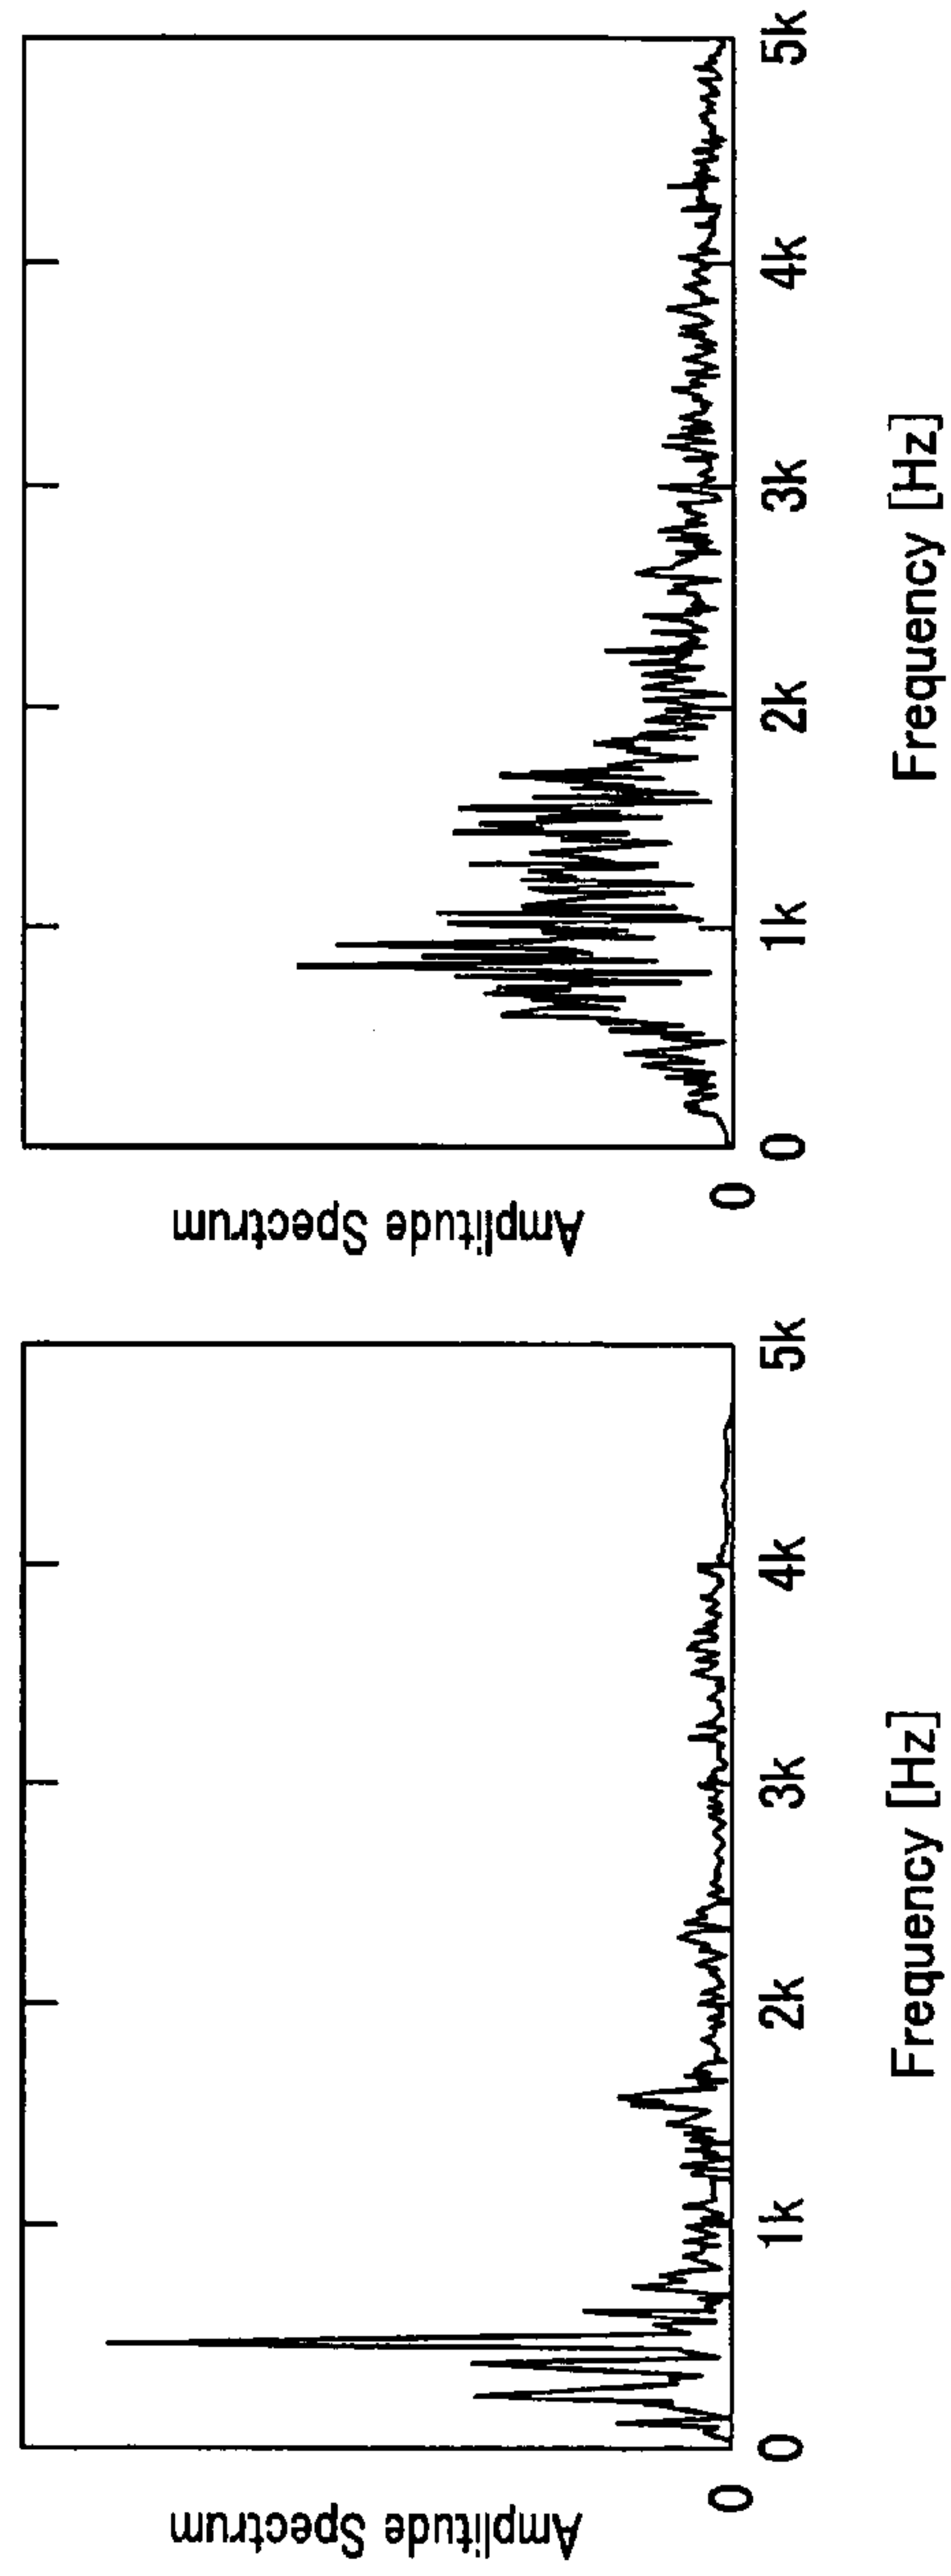 Amplitude Spectrum
0
0 1k 2k 3k 4k 5k
Frequency [Hz]
Amplitude Spectrum
0
0 1k 2k 3k 4k 5k
Frequency [Hz]